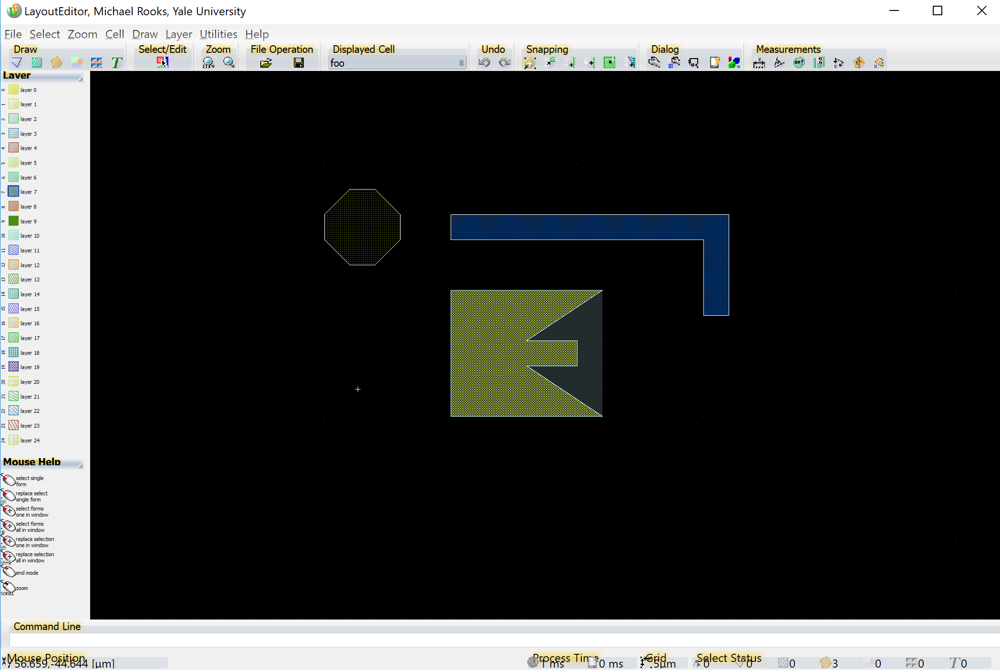 LayoutEditor, Michael Rooks, Yale University
File Select Zoom Cell Draw Layer Utilities Help
Draw Select/Edit Zoom File Operation Displayed Cell Undo Snapping Dialog Measurements
foo
Layer
0 layer 0
1 layer 1
2 layer 2
3 layer 3
4 layer 4
5 layer 5
6 layer 6
7 layer 7
8 layer 8
9 layer 9
10 layer 10
11 layer 11
12 layer 12
13 layer 13
14 layer 14
15 layer 15
16 layer 16
17 layer 17
18 layer 18
19 layer 19
20 layer 20
21 layer 21
22 layer 22
23 layer 23
24 layer 24
Mouse Help
select single
form
replace select
single form
select forms
one in window
select forms
all in window
replace selection
one in window
replace selection
all in window
end mode
zoom
SCROLL
Command Line
Mouse Position Process Time Grid Select Status
56.659,-44.644 [µm] 1 ms 0 ms 5µm 0 0 0 3 0 0 0